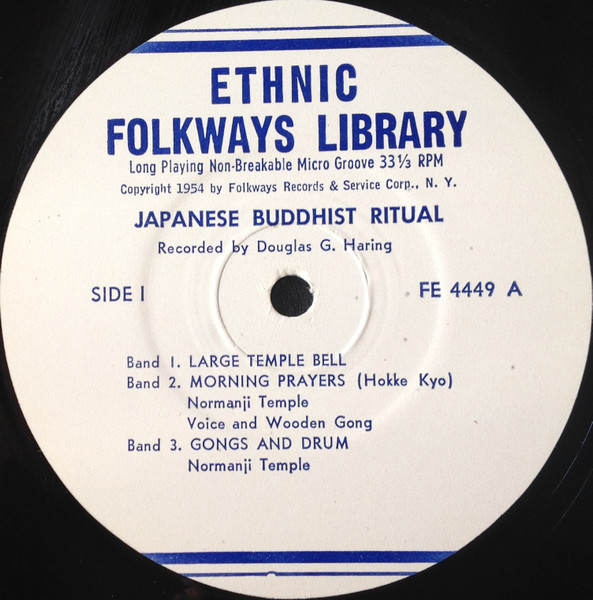 ETHNIC
FOLKWAYS LIBRARY
Long Playing Non-Breakable Micro Groove 33 1/3 RPM
Copyright 1954 by Folkways Records & Service Corp., N. Y.
JAPANESE BUDDHIST RITUAL
Recorded by Douglas G. Haring
SIDE I
FE 4449 A
Band 1. LARGE TEMPLE BELL
Band 2. MORNING PRAYERS (Hokke Kyo)
Normanji Temple
Voice and Wooden Gong
Band 3. GONGS AND DRUM
Normanji Temple